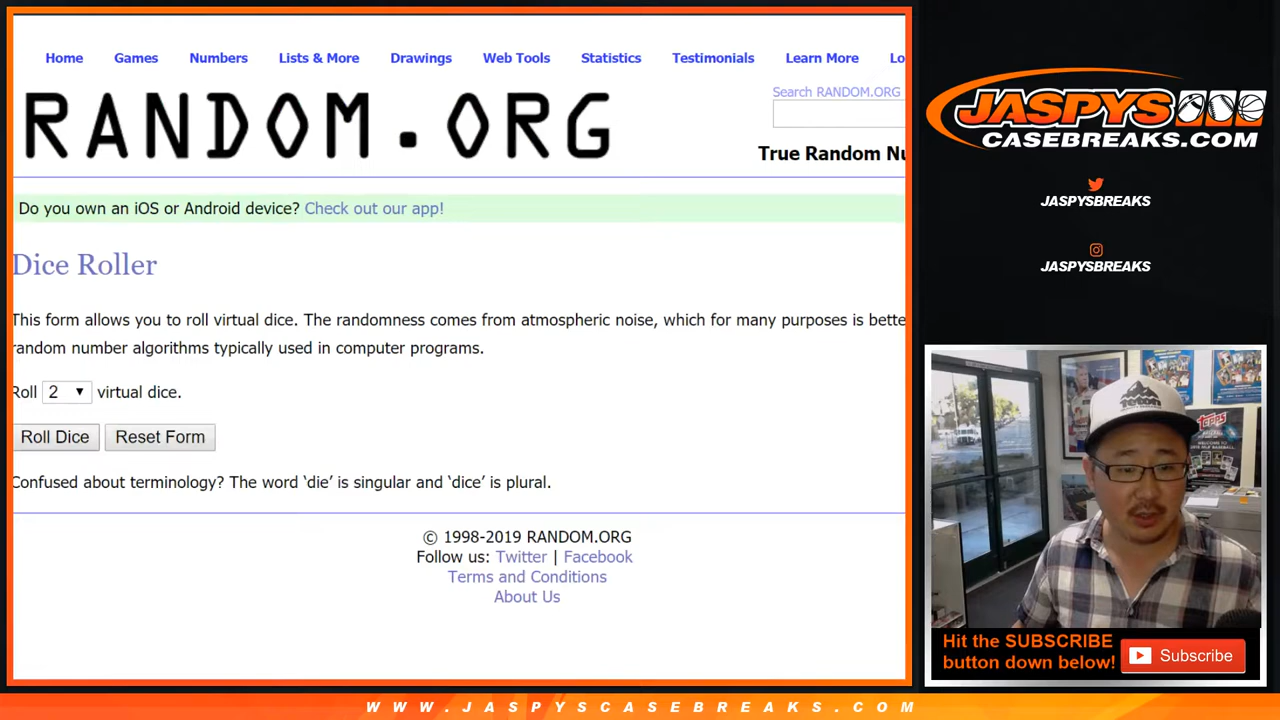 Home Games Numbers Lists & More Drawings Web Tools Statistics Testimonials Learn More Lo
RANDOM.ORG
Search RANDOM.ORG
True Random Nu
Do you own an iOS or Android device? Check out our app!
Dice Roller
This form allows you to roll virtual dice. The randomness comes from atmospheric noise, which for many purposes is bette
random number algorithms typically used in computer programs.
Roll 2 virtual dice.
Roll Dice Reset Form
Confused about terminology? The word ‘die’ is singular and ‘dice’ is plural.
© 1998-2019 RANDOM.ORG
Follow us: Twitter | Facebook
Terms and Conditions
About Us
JASPYS
CASEBREAKS.COM
JASPYSBREAKS
JASPYSBREAKS
TETON
TOPPS
Hit the SUBSCRIBE
button down below!
Subscribe
WWW.JASPYSCASEBREAKS.COM